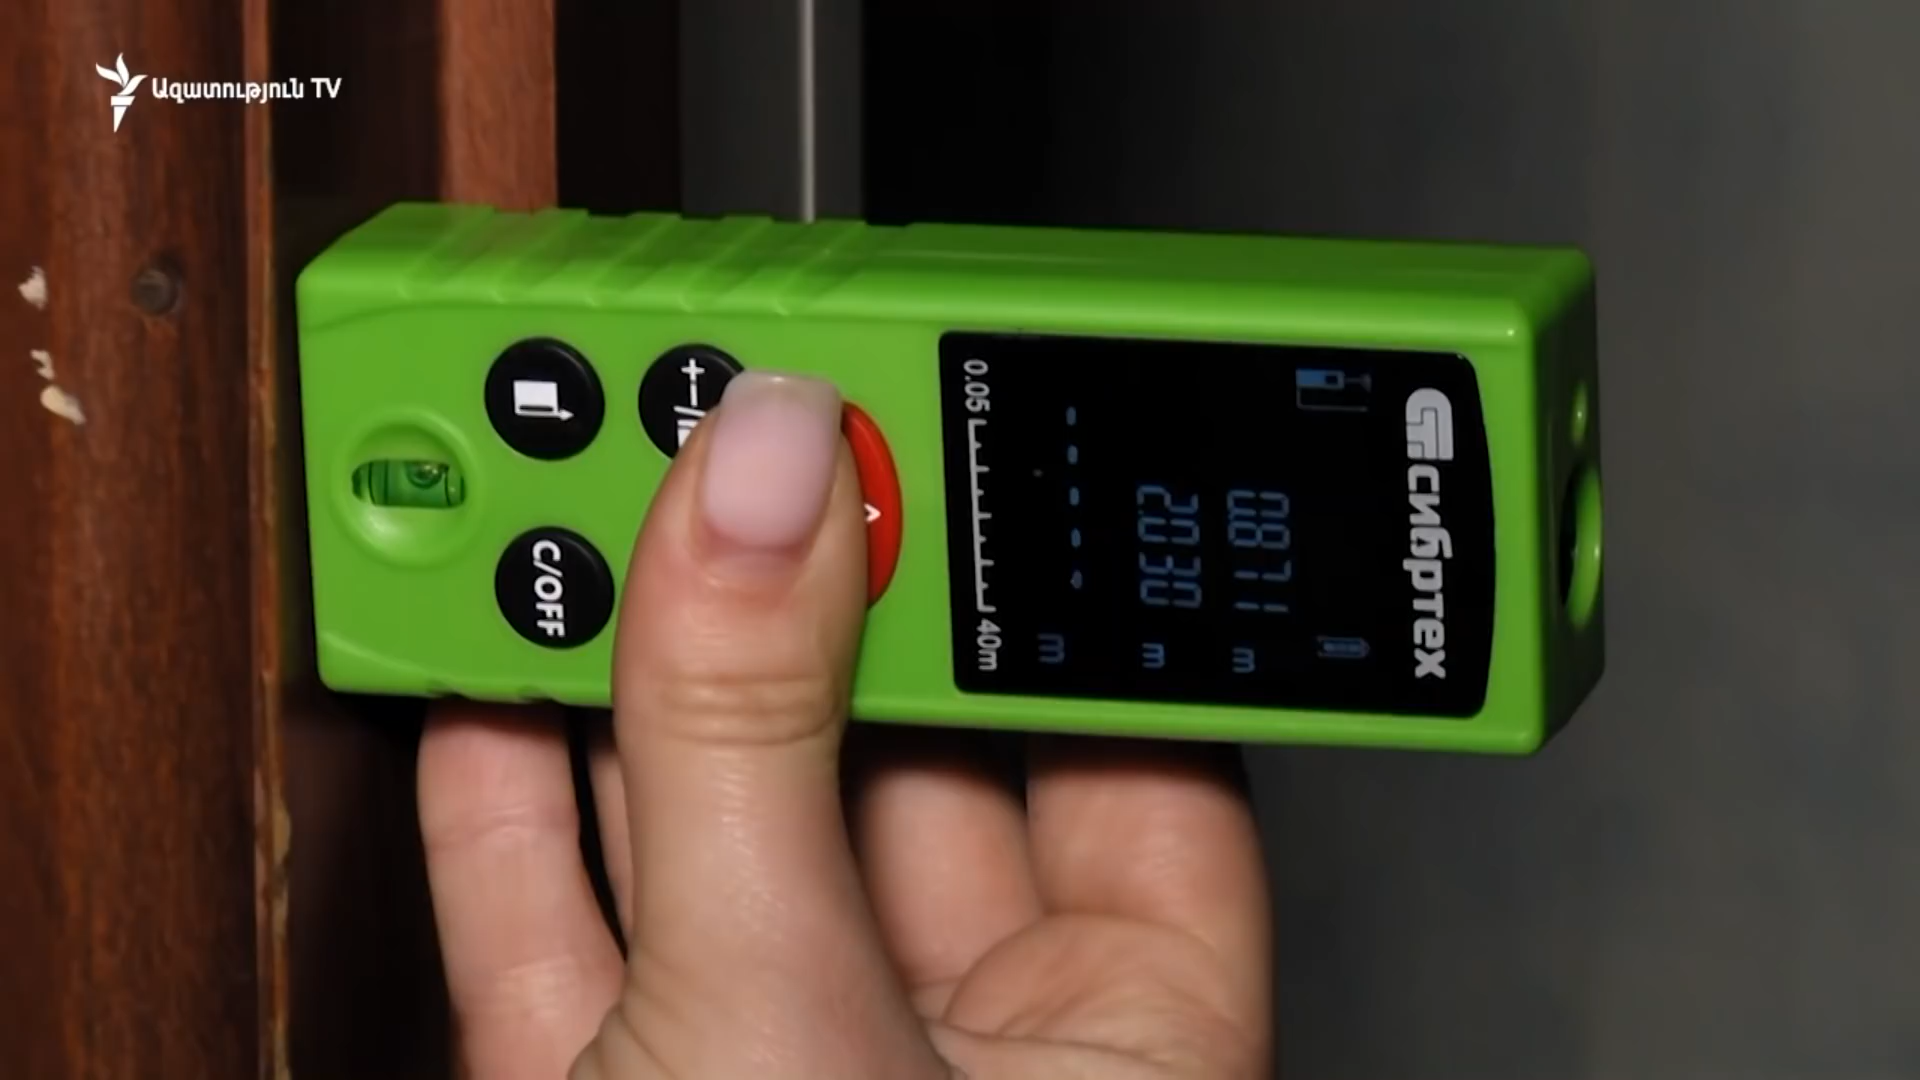 Ազատություն TV
сибртех
0.871 m
2.030 m
----- m
0.05 40m
C/OFF